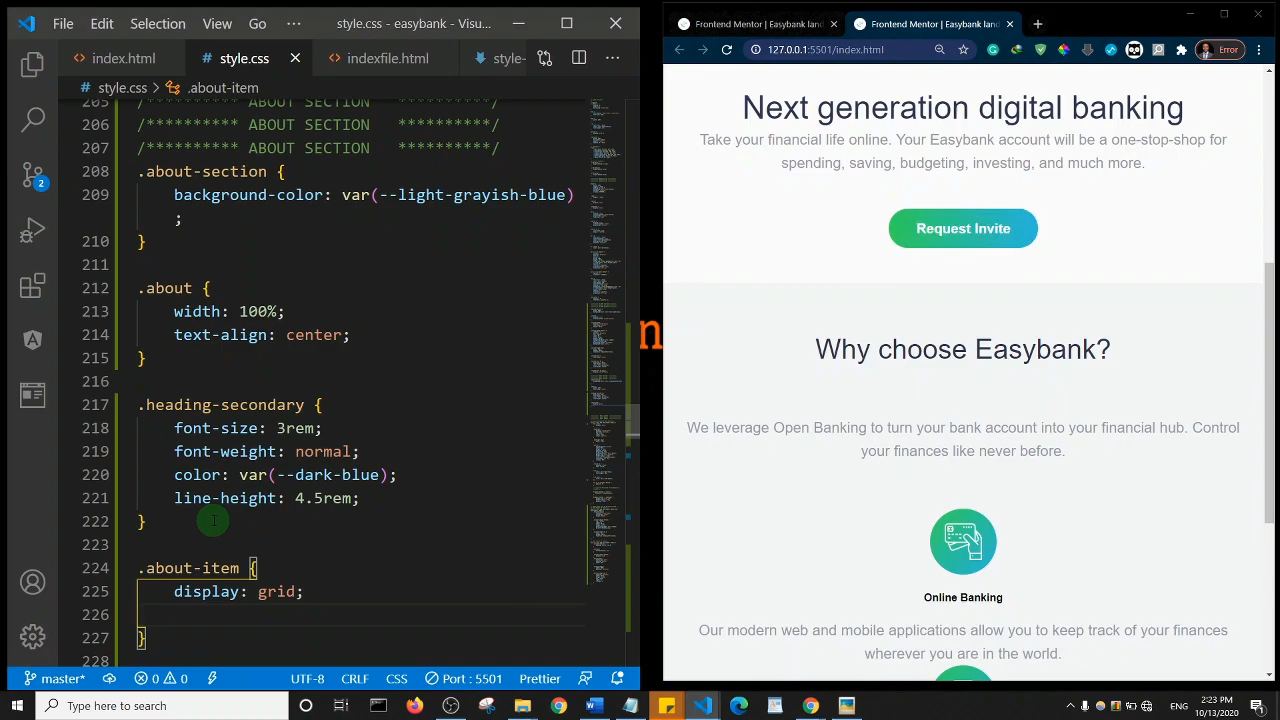 File Edit Selection View Go ··· style.css - easybank - Visu...
index.html # style.css indexfile.html style
# style.css > .about-item
205 /********** ABOUT SECTION **********/
206 /********** ABOUT SECTION **********/
207 /********** ABOUT SECTION **********/
209 background-color: var(--light-grayish-blue)
;
210 }
211
212 .about {
213 width: 100%;
214 text-align: center;
215 }
216
217 .heading-secondary {
218 font-size: 3rem;
219 font-weight: normal;
220 color: var(--dark-blue);
221 line-height: 4.5rem;
222 }
223
224 .about-item {
225 display: grid;
226
227 }
228
master* 0 0 UTF-8 CRLF CSS Port : 5501 Prettier
2
n
Frontend Mentor | Easybank land Frontend Mentor | Easybank land
127.0.0.1:5501/index.html Error
Next generation digital banking
Take your financial life online. Your Easybank account will be a one-stop-shop for
spending, saving, budgeting, investing, and much more.
Request Invite
Why choose Easybank?
We leverage Open Banking to turn your bank account into your financial hub. Control
your finances like never before.
Online Banking
Our modern web and mobile applications allow you to keep track of your finances
wherever you are in the world.
Type here to search
ENG
2:23 PM
10/13/2020